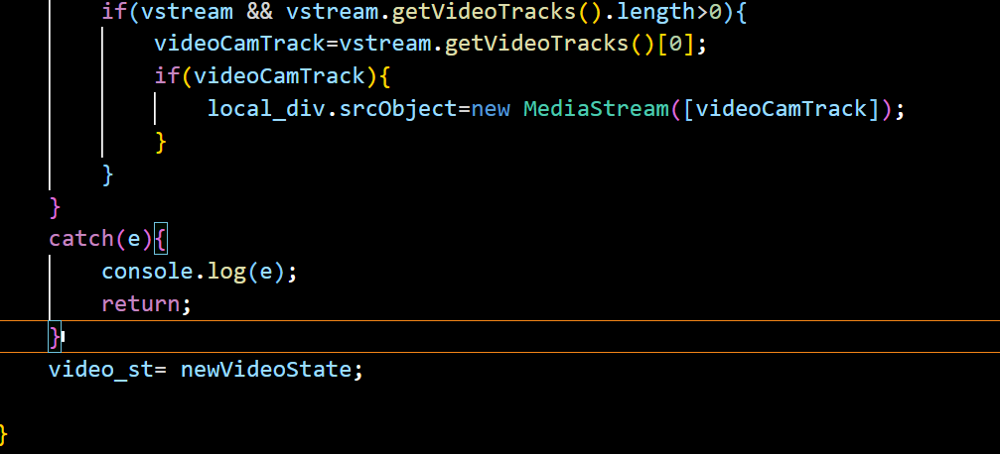 if(vstream && vstream.getVideoTracks().length>0){
videoCamTrack=vstream.getVideoTracks()[0];
if(videoCamTrack){
local_div.srcObject=new MediaStream([videoCamTrack]);
}
}
}
catch(e){
console.log(e);
return;
}
video_st= newVideoState;
}